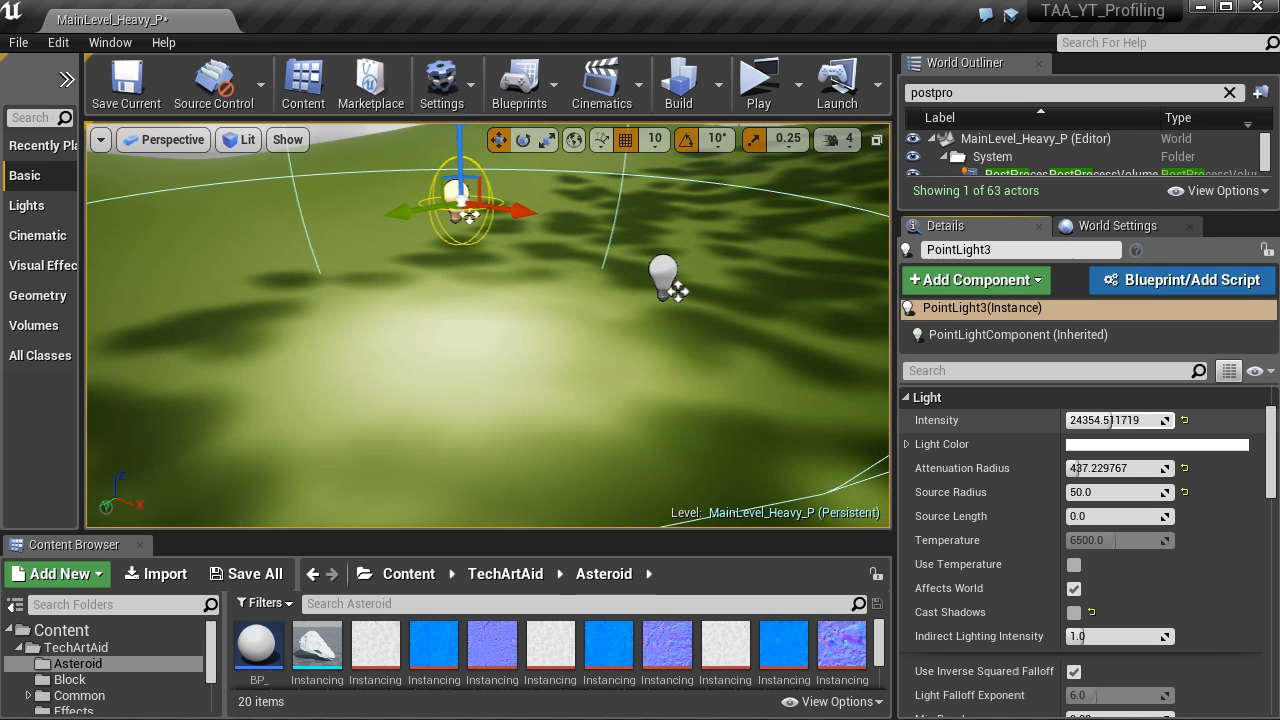 MainLevel_Heavy_P*
TAA_YT_Profiling
File Edit Window Help
Search For Help
Save Current Source Control Content Marketplace Settings Blueprints Cinematics Build Play Launch
Search
Recently Pla
Basic
Lights
Cinematic
Visual Effec
Geometry
Volumes
All Classes
Perspective Lit Show 10 10° 0.25 4
Level: MainLevel_Heavy_P (Persistent)
Z
X
World Outliner
postpro
Label Type
MainLevel_Heavy_P (Editor) World
System Folder
PostProcesPostProcessVolume PostProcessVolur
Showing 1 of 63 actors View Options
Details World Settings
PointLight3
+Add Component Blueprint/Add Script
PointLight3(Instance)
PointLightComponent (Inherited)
Search
Light
Intensity 24354.511719
Light Color
Attenuation Radius 437.229767
Source Radius 50.0
Source Length 0.0
Temperature 6500.0
Use Temperature
Affects World
Cast Shadows
Indirect Lighting Intensity 1.0
Use Inverse Squared Falloff
Light Falloff Exponent 6.0
Content Browser
Add New Import Save All Content TechArtAid Asteroid
Search Folders
Filters Search Asteroid
Content
TechArtAid
Asteroid
Block
Common
Effects
BP_ Instancing Instancing Instancing Instancing Instancing Instancing Instancing Instancing Instancing Instancing
20 items View Options